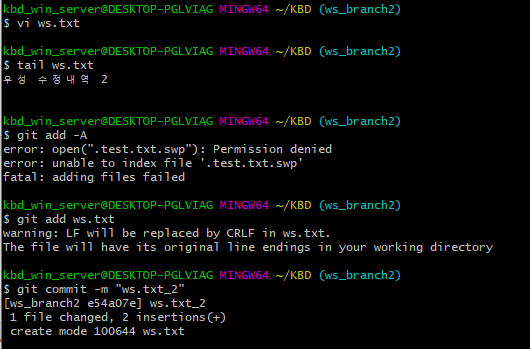 kbd_win_server@DESKTOP-PGLVIAG MINGW64 ~/KBD (ws_branch2)
$ vi ws.txt
kbd_win_server@DESKTOP-PGLVIAG MINGW64 ~/KBD (ws_branch2)
$ tail ws.txt
우성 수정내역 2
kbd_win_server@DESKTOP-PGLVIAG MINGW64 ~/KBD (ws_branch2)
$ git add -A
error: open(".test.txt.swp"): Permission denied
error: unable to index file '.test.txt.swp'
fatal: adding files failed
kbd_win_server@DESKTOP-PGLVIAG MINGW64 ~/KBD (ws_branch2)
$ git add ws.txt
warning: LF will be replaced by CRLF in ws.txt.
The file will have its original line endings in your working directory
kbd_win_server@DESKTOP-PGLVIAG MINGW64 ~/KBD (ws_branch2)
$ git commit -m "ws.txt_2"
[ws_branch2 e54a07e] ws.txt_2
1 file changed, 2 insertions(+)
create mode 100644 ws.txt